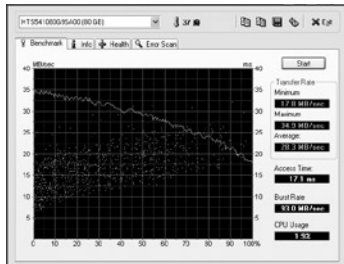 HTS541080G9SA00 (80 GB)
37
Exit
Benchmark Info Health Error Scan
MB/sec ms
Start
Transfer Rate
Minimum
17.0 MB/sec
Maximum
34.9 MB/sec
Average:
28.3 MB/sec
Access Time:
17.1 ms
Burst Rate
93.0 MB/sec
CPU Usage
1.9%
40 40
35 35
30 30
25 25
20 20
15 15
10 10
5 5
0 10 20 30 40 50 60 70 80 90 100%